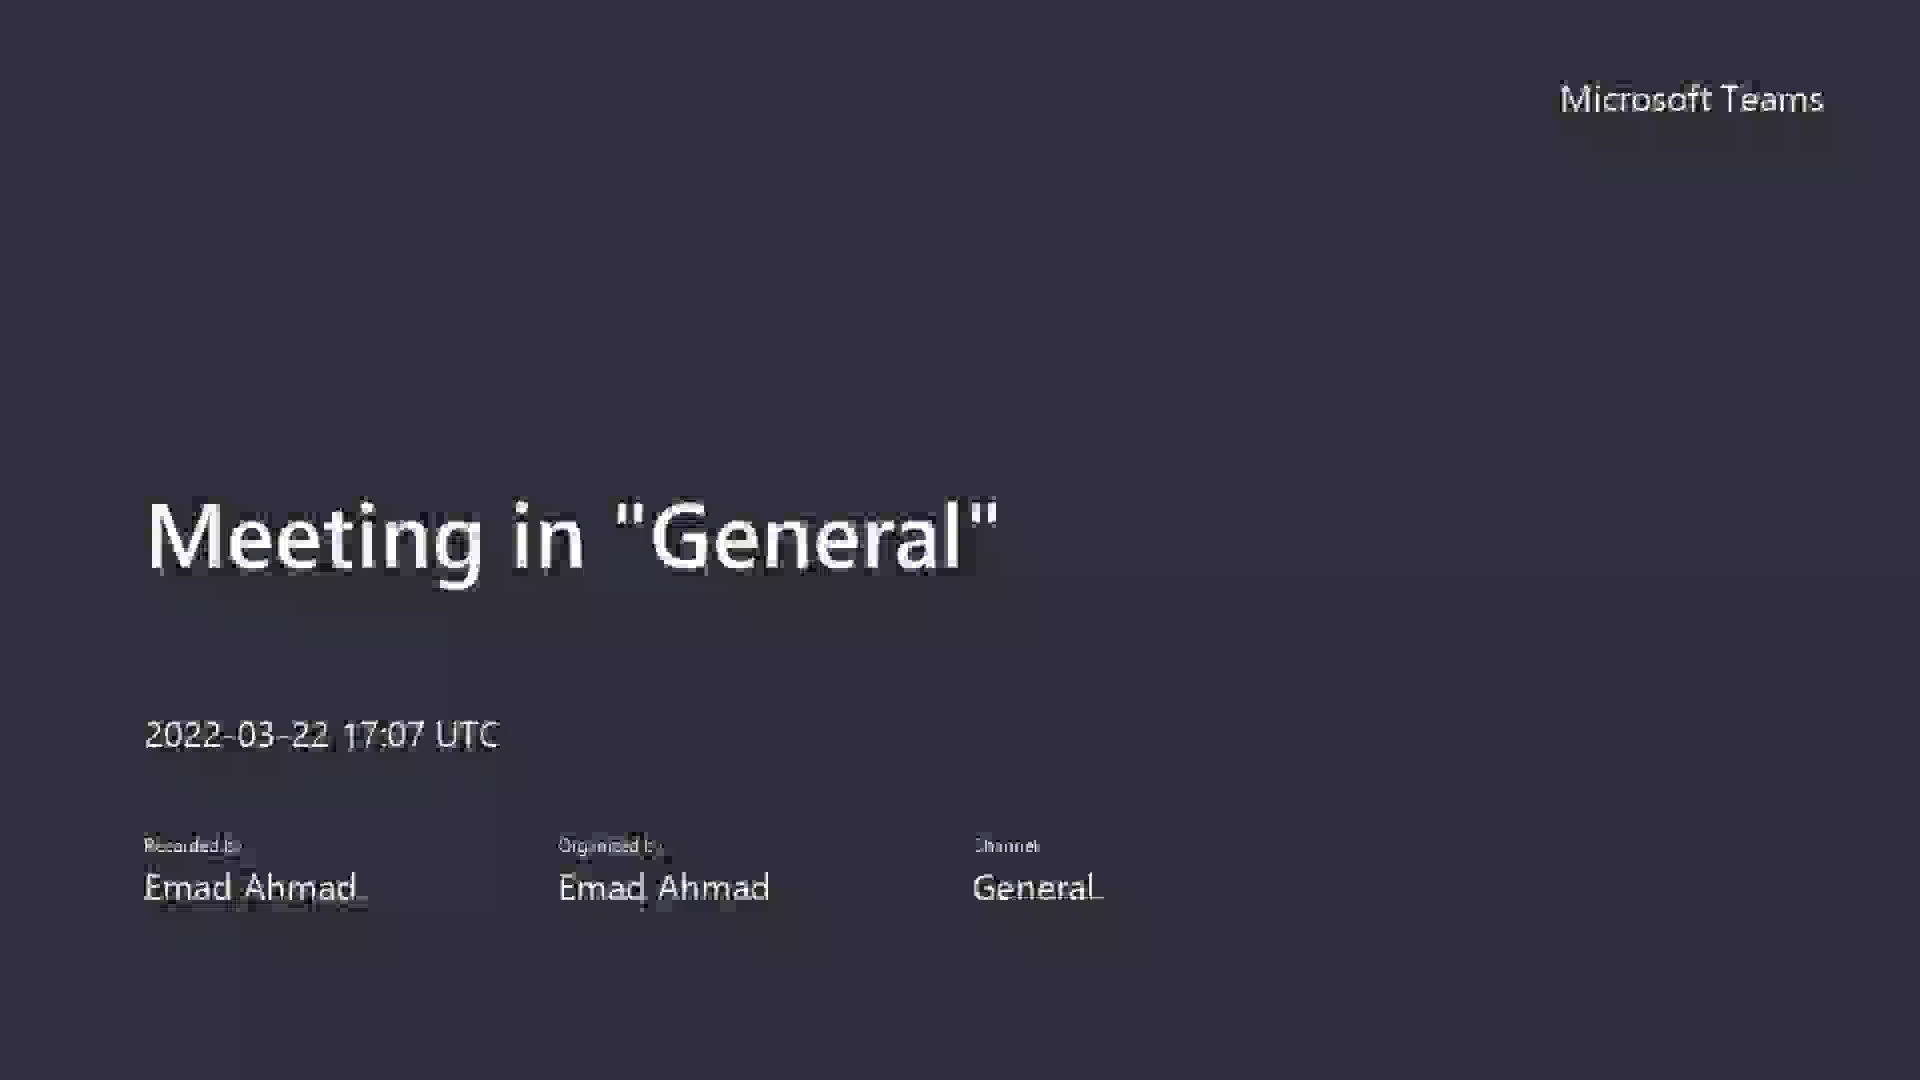 Microsoft Teams
Meeting in "General"
2022-03-22 17:07 UTC
Recorded by
Organized by
Channel
Emad Ahmad
Emad Ahmad
General